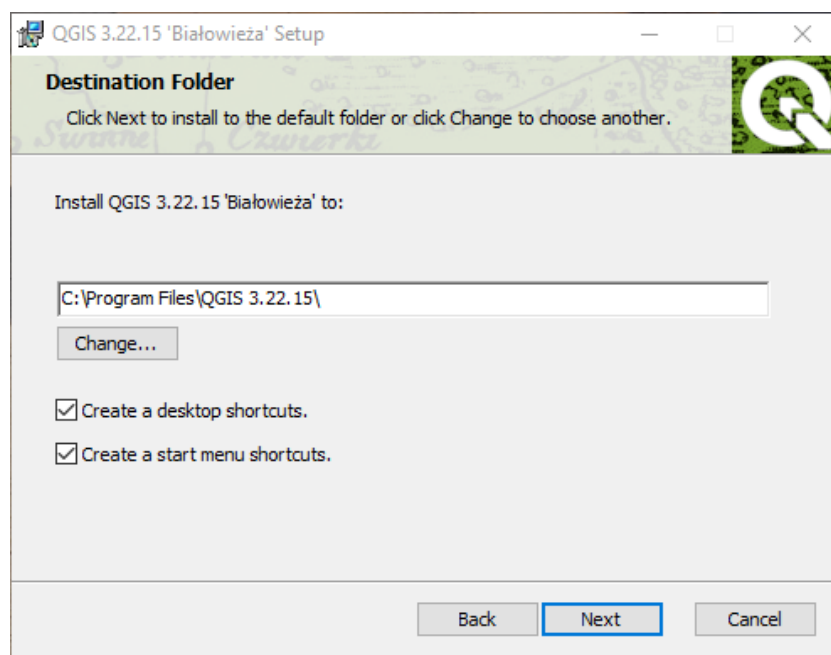 QGIS 3.22.15 'Białowieża' Setup
Destination Folder
Click Next to install to the default folder or click Change to choose another.
Swinne Czwierki
Install QGIS 3.22.15 'Białowieża' to:
C:\Program Files\QGIS 3.22.15\
Change...
Create a desktop shortcuts.
Create a start menu shortcuts.
Back Next Cancel